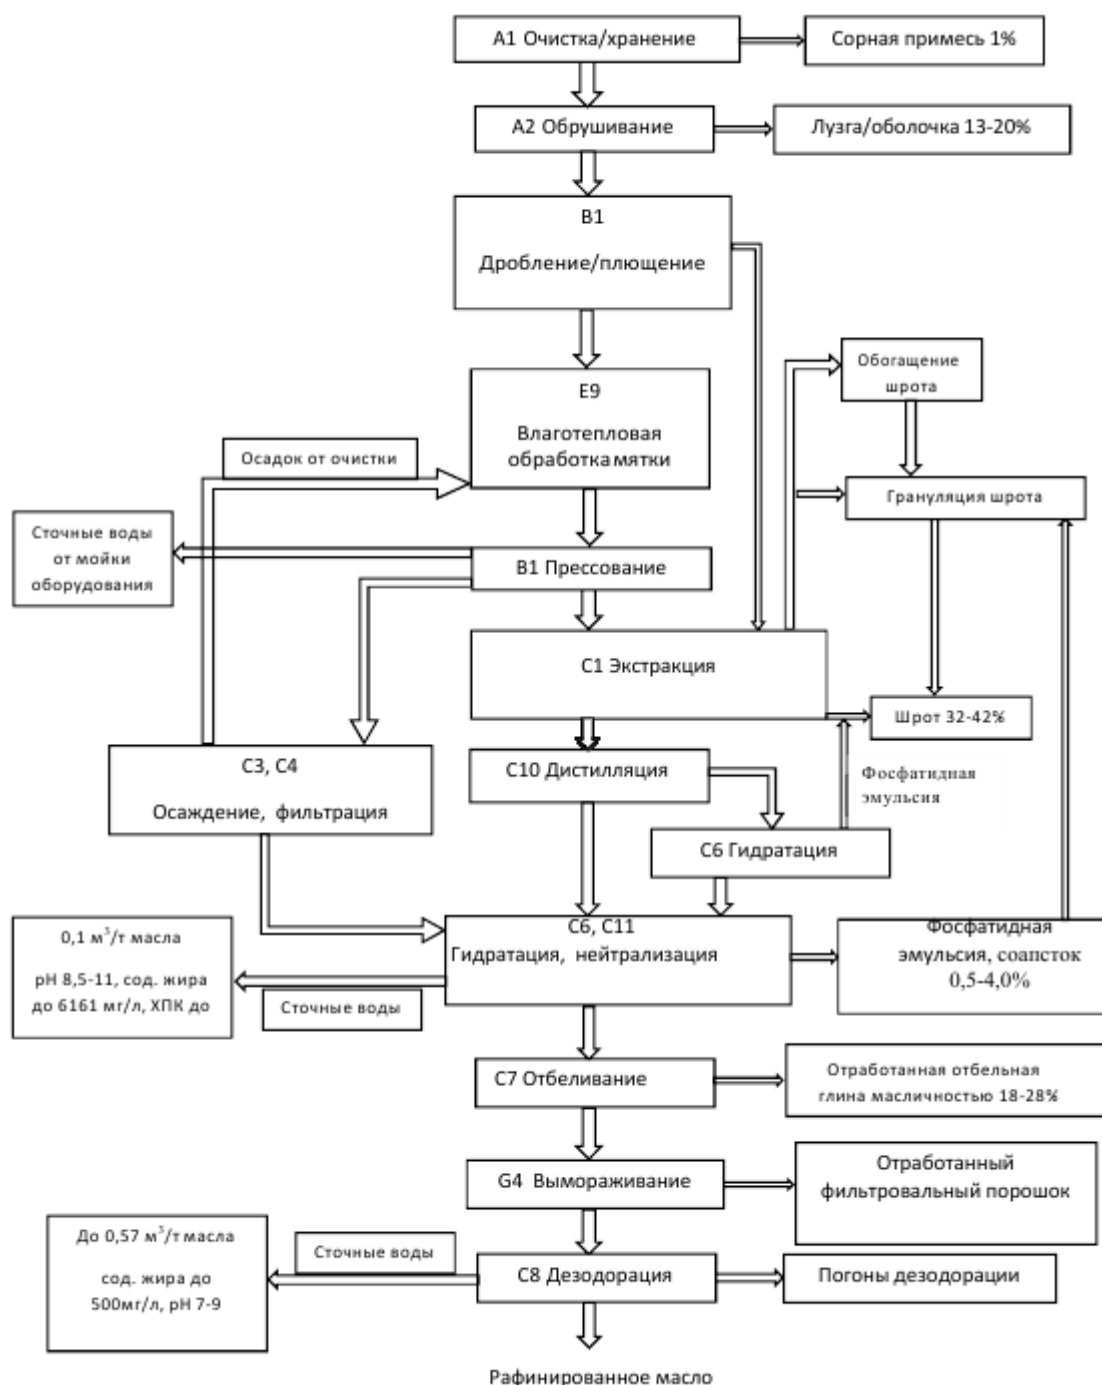 А1 Очистка/хранение
Сорная примесь 1%
А2 Обрушивание
Лузга/оболочка 13-20%
В1
Дробление/плющение
Обогащение
шрота
Е9
Влаготепловая
обработкамятки
Осадок от очистки
Грануляция шрота
Сточные воды
от мойки
оборудования
В1 Прессование
С1 Экстракция
Шрот 32-42%
С3, С4
Осаждение, фильтрация
С10 Дистилляция
Фосфатидная
эмульсия
С6 Гидратация
0,1 м³/т масла
рН 8,5-11, сод. жира
до 6161 мг/л, ХПК до
Сточные воды
С6, С11
Гидратация, нейтрализация
Фосфатидная
эмульсия, соапсток
0,5-4,0%
С7 Отбеливание
Отработанная отбельная
глина масличностью 18-28%
G4 Вымораживание
Отработанный
фильтровальный порошок
До 0,57 м³/т масла
сод. жира до
500мг/л, рН 7-9
Сточные воды
С8 Дезодорация
Погоны дезодорации
Рафинированное масло